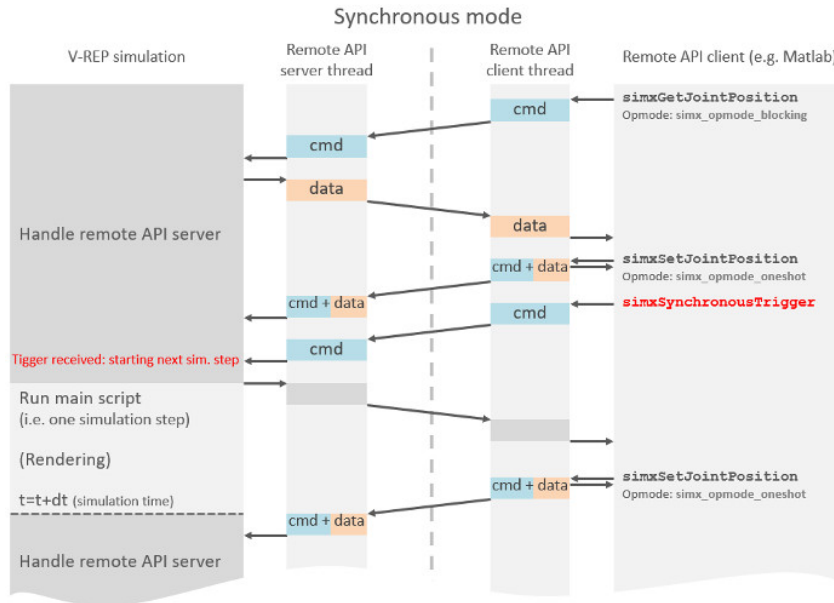 Synchronous mode
V-REP simulation
Remote API
server thread
Remote API
client thread
Remote API client (e.g. Matlab)
simxGetJointPosition
Opmode: simx_opmode_blocking
cmd
cmd
data
data
Handle remote API server
simxSetJointPosition
Opmode: simx_opmode_oneshot
cmd + data
cmd + data
simxSynchronousTrigger
cmd
cmd
Tigger received: starting next sim. step
Run main script
(i.e. one simulation step)
(Rendering)
t=t+dt (simulation time)
simxSetJointPosition
Opmode: simx_opmode_oneshot
cmd + data
cmd + data
Handle remote API server